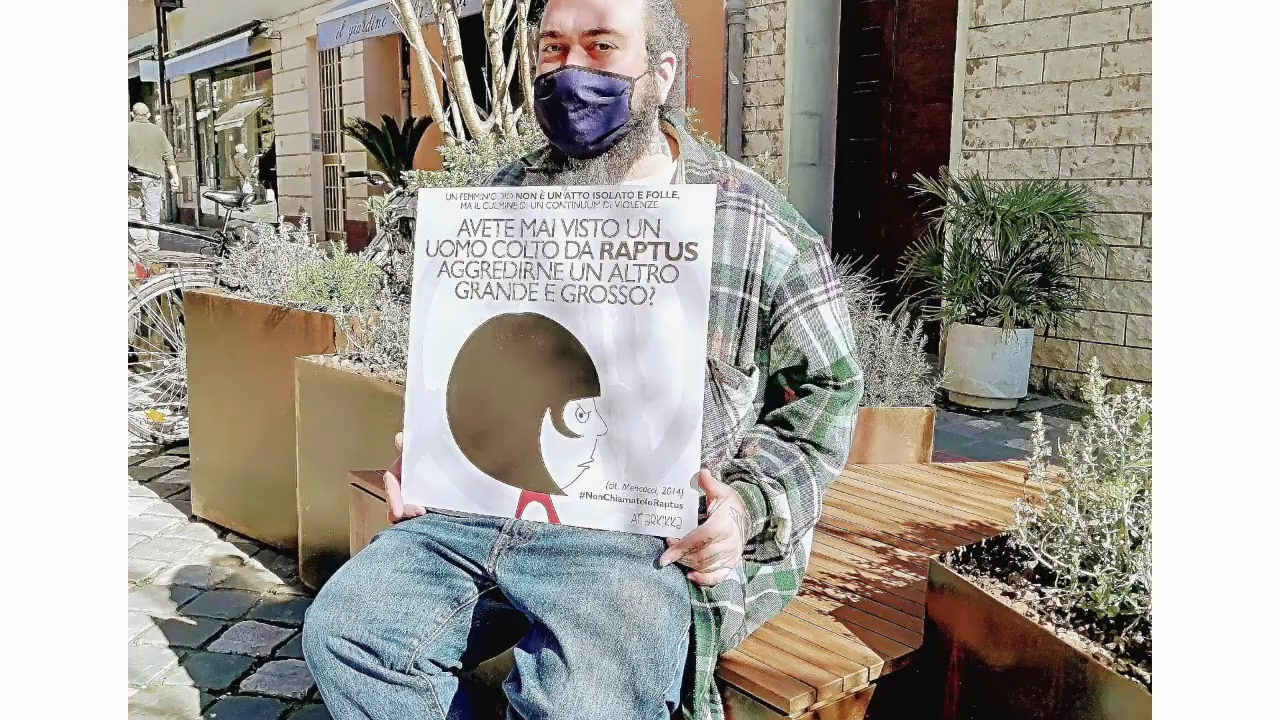 il giardino
UN FEMMINICIDIO NON È UN ATTO ISOLATO E FOLLE,
MA IL CULMINE DI UN CONTINUUM DI VIOLENZE
AVETE MAI VISTO UN
UOMO COLTO DA RAPTUS
AGGREDIRNE UN ALTRO
GRANDE E GROSSO?
(cit. Mencacci, 2014)
#NonChiamateloRaptus